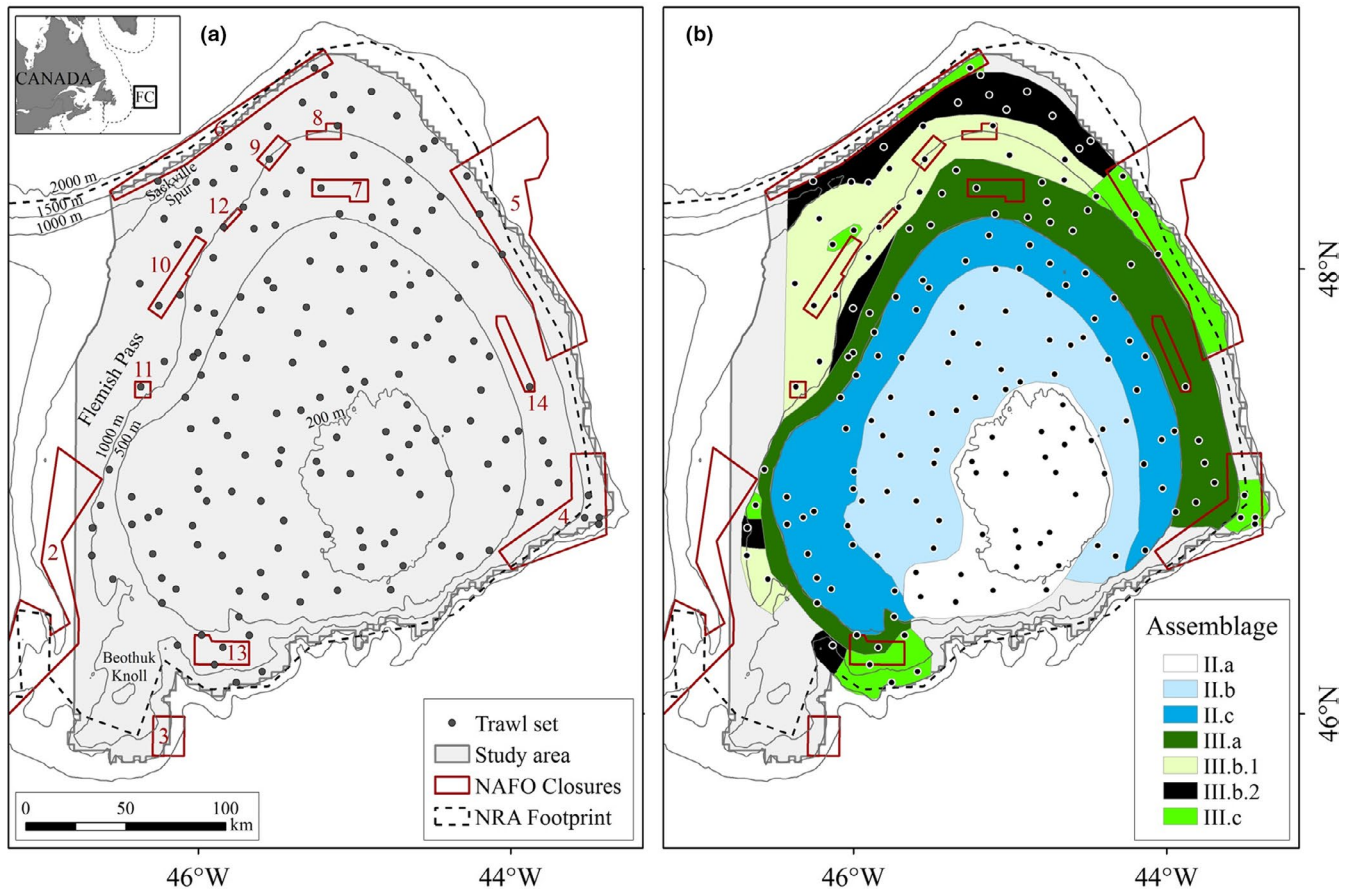 (a)
CANADA
FC
2000 m
1500 m
1000 m
Sackville
Spur
6
8
9
7
5
12
10
Flemish Pass
11
14
1000 m
500 m
200 m
2
4
13
Beothuk
Knoll
3
Trawl set
Study area
NAFO Closures
NRA Footprint
0 50 100
km
46°W 44°W
(b)
Assemblage
II.a
II.b
II.c
III.a
III.b.1
III.b.2
III.c
46°W 44°W
48°N
46°N